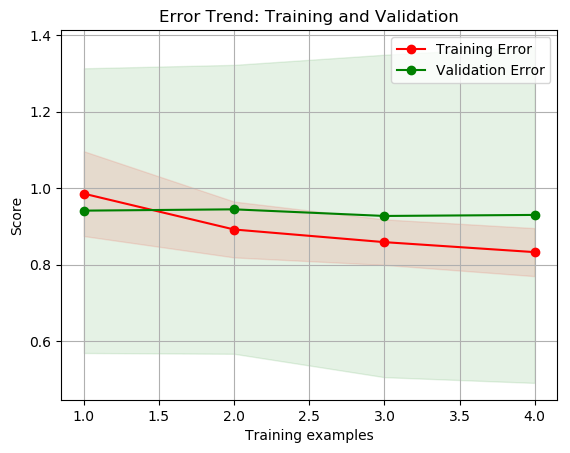 Error Trend: Training and Validation
1.4
1.2
1.0
0.8
0.6
Score
Training Error
Validation Error
1.0 1.5 2.0 2.5 3.0 3.5 4.0
Training examples